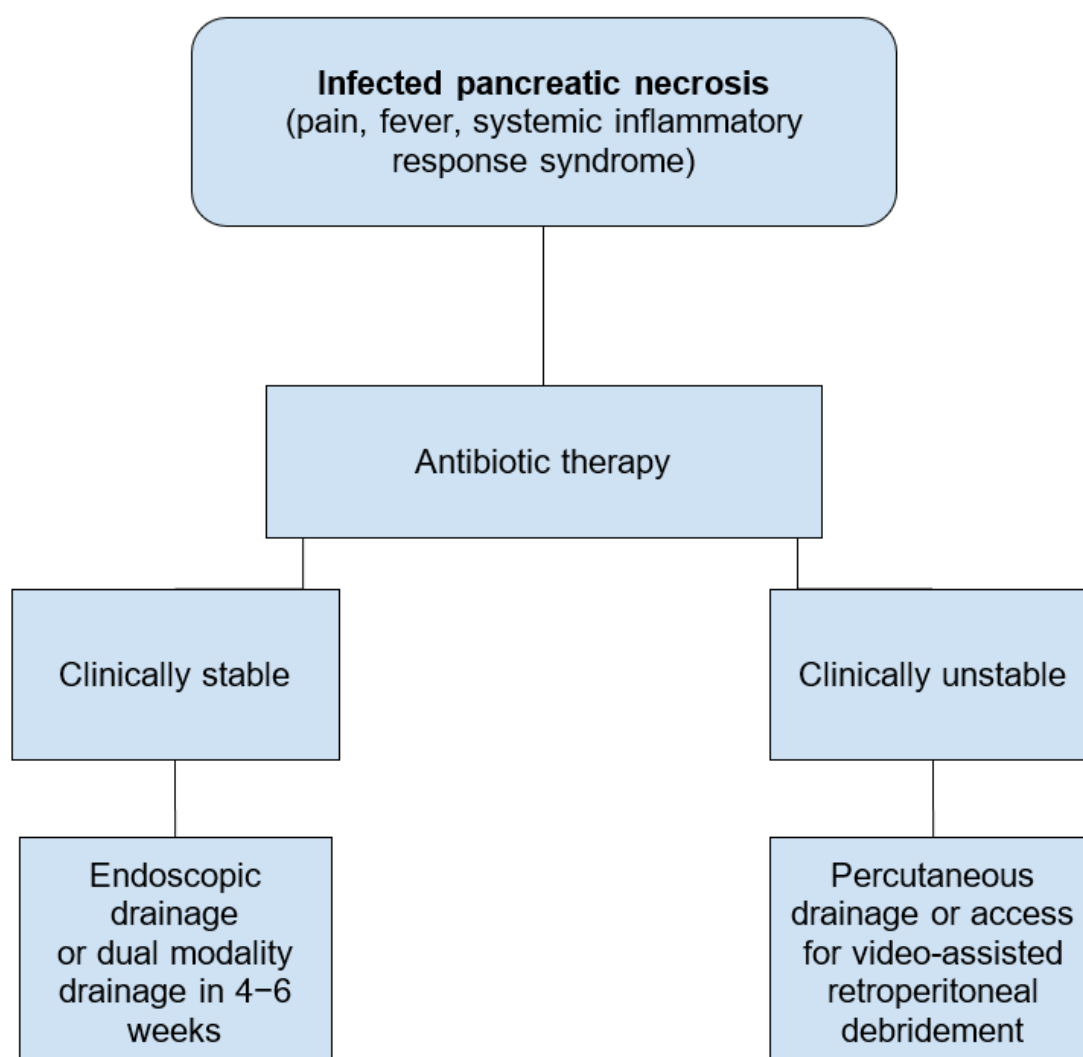 Infected pancreatic necrosis
(pain, fever, systemic inflammatory
response syndrome)
Antibiotic therapy
Clinically stable
Clinically unstable
Endoscopic
drainage
or dual modality
drainage in 4−6
weeks
Percutaneous
drainage or access
for video-assisted
retroperitoneal
debridement